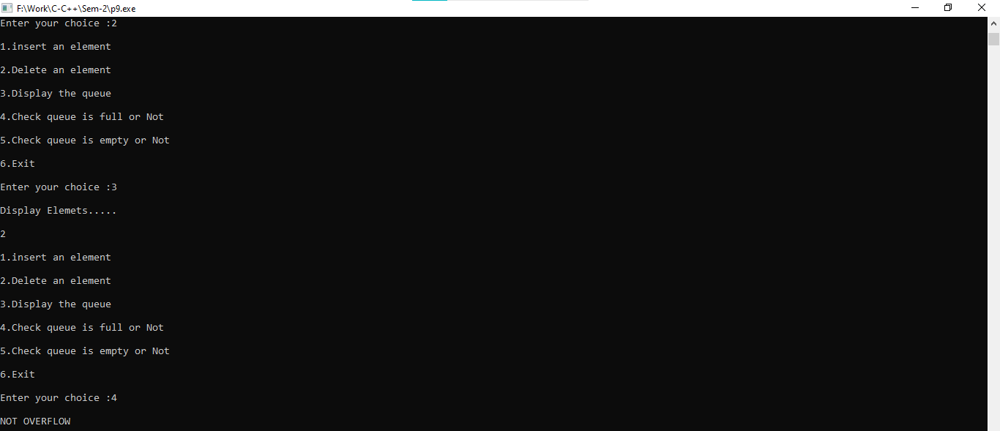 F:\Work\C-C++\Sem-2\p9.exe
Enter your choice :2
1.insert an element
2.Delete an element
3.Display the queue
4.Check queue is full or Not
5.Check queue is empty or Not
6.Exit
Enter your choice :3
Display Elemets.....
2
1.insert an element
2.Delete an element
3.Display the queue
4.Check queue is full or Not
5.Check queue is empty or Not
6.Exit
Enter your choice :4
NOT OVERFLOW